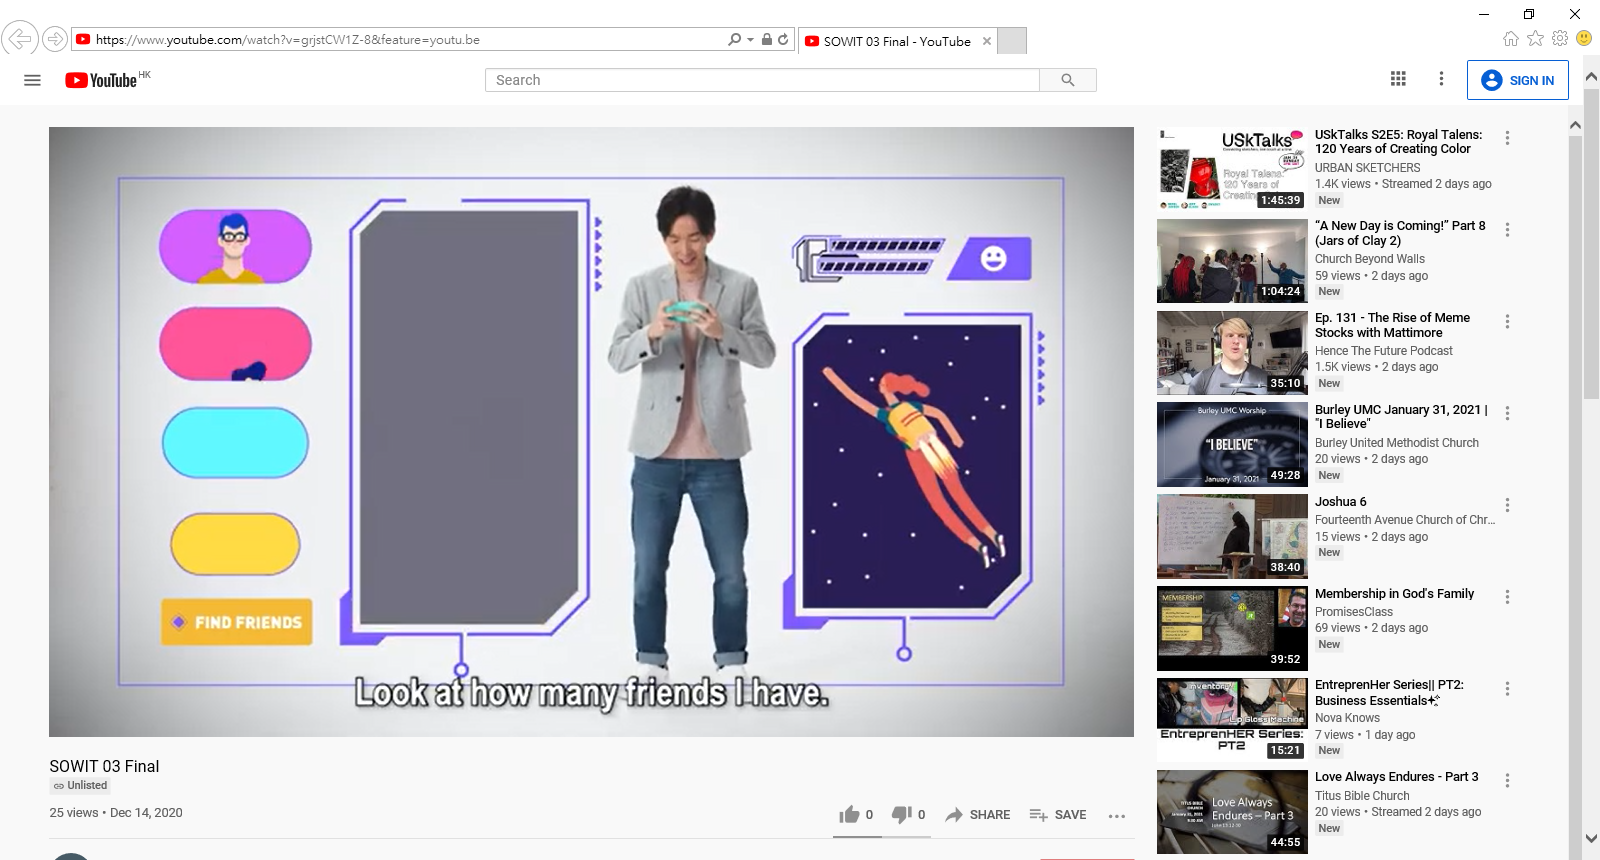 https://www.youtube.com/watch?v=grjstCW1Z-8&feature=youtu.be
SOWIT 03 Final - YouTube
YouTube HK
Search
SIGN IN
FIND FRIENDS
Look at how many friends I have.
SOWIT 03 Final
Unlisted
25 views • Dec 14, 2020
0
0
SHARE
SAVE
USkTalks
Royal Talens:
120 Years of
1:45:39
USkTalks S2E5: Royal Talens:
120 Years of Creating Color
URBAN SKETCHERS
1.4K views • Streamed 2 days ago
New
1:04:24
“A New Day is Coming!” Part 8
(Jars of Clay 2)
Church Beyond Walls
59 views • 2 days ago
New
35:10
Ep. 131 - The Rise of Meme
Stocks with Mattimore
Hence The Future Podcast
1.5K views • 2 days ago
New
Burley UMC Worship
“I BELIEVE”
January 31, 2021
49:28
Burley UMC January 31, 2021 |
"I Believe"
Burley United Methodist Church
20 views • 2 days ago
New
38:40
Joshua 6
Fourteenth Avenue Church of Chr...
15 views • 2 days ago
New
MEMBERSHIP
39:52
Membership in God's Family
PromisesClass
69 views • 2 days ago
New
Inventory
Lip Gloss Machine
EntreprenHER Series:
PT2
15:21
EntreprenHer Series|| PT2:
Business Essentials✨
Nova Knows
7 views • 1 day ago
New
TITUS BIBLE
CHURCH
Love Always
Endures – Part 3
44:55
Love Always Endures - Part 3
Titus Bible Church
20 views • Streamed 2 days ago
New